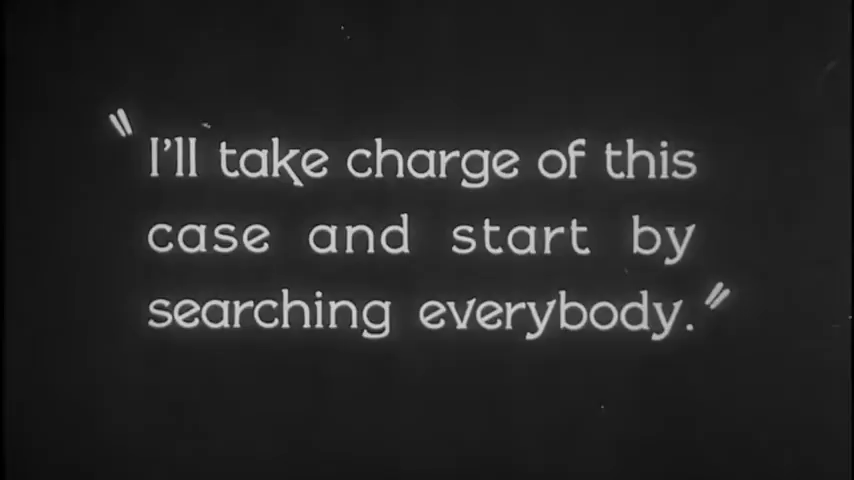 "I'll take charge of this
case and start by
searching everybody."